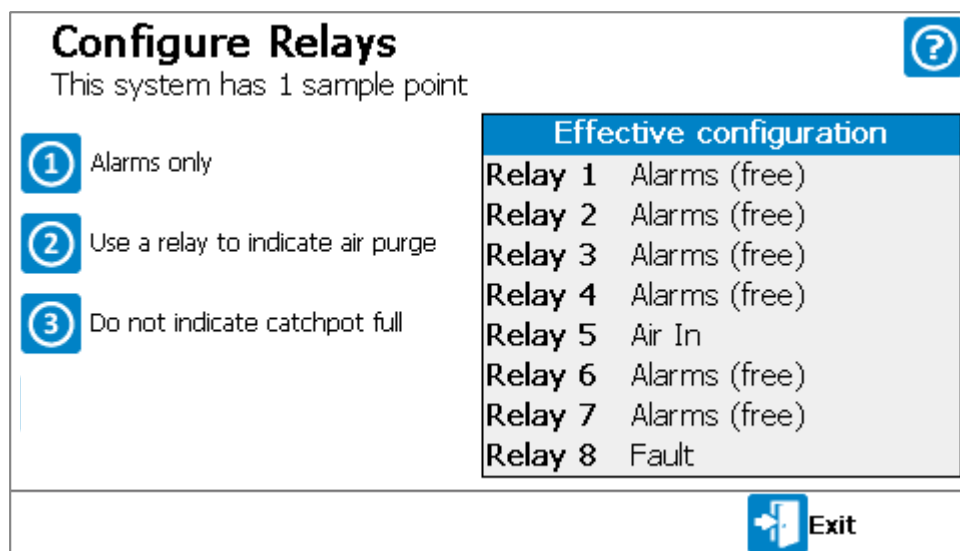 Configure Relays
?
This system has 1 sample point
1 Alarms only
2 Use a relay to indicate air purge
3 Do not indicate catchpot full
Effective configuration
Relay 1 Alarms (free)
Relay 2 Alarms (free)
Relay 3 Alarms (free)
Relay 4 Alarms (free)
Relay 5 Air In
Relay 6 Alarms (free)
Relay 7 Alarms (free)
Relay 8 Fault
Exit